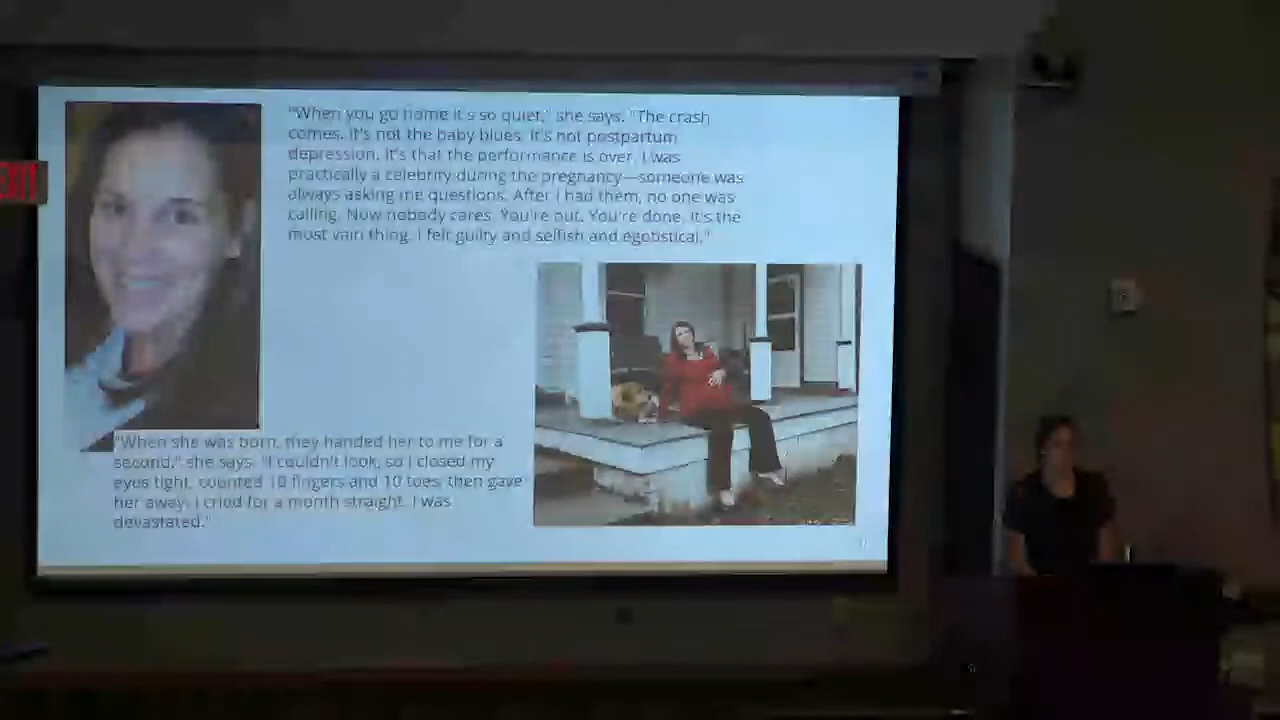 "When you go home it's so quiet," she says. "The crash
comes. It's not the baby blues. It's not postpartum
depression. It's that the performance is over. I was
practically a celebrity during the pregnancy—someone was
always asking me questions. After I had them, no one was
calling. Now nobody cares. You're out. You're done. It's the
most vain thing. I felt guilty and selfish and egotistical."
EXIT
"When she was born, they handed her to me for a
second," she says. "I couldn't look, so I closed my
eyes tight, counted 10 fingers and 10 toes, then gave
her away. I cried for a month straight. I was
devastated."